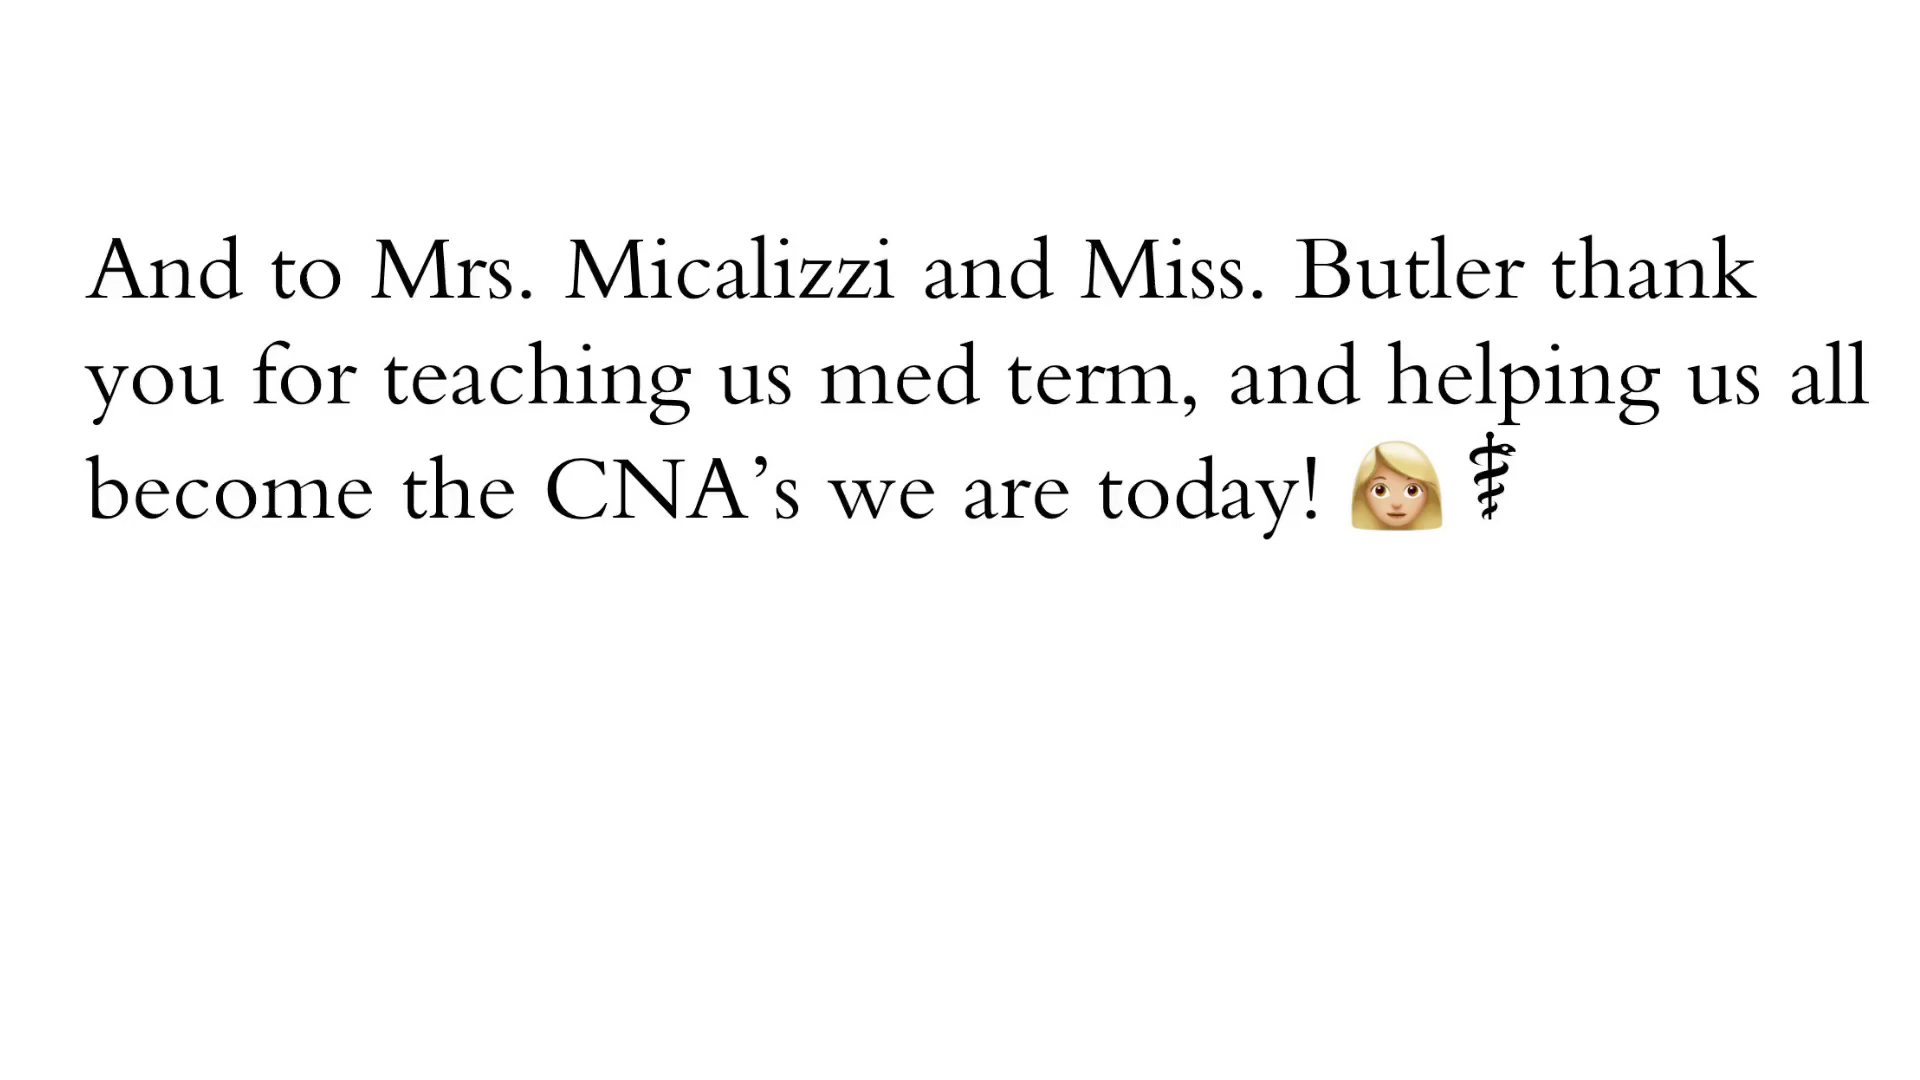 And to Mrs. Micalizzi and Miss. Butler thank
you for teaching us med term, and helping us all
become the CNA’s we are today! 👩🏼⚕